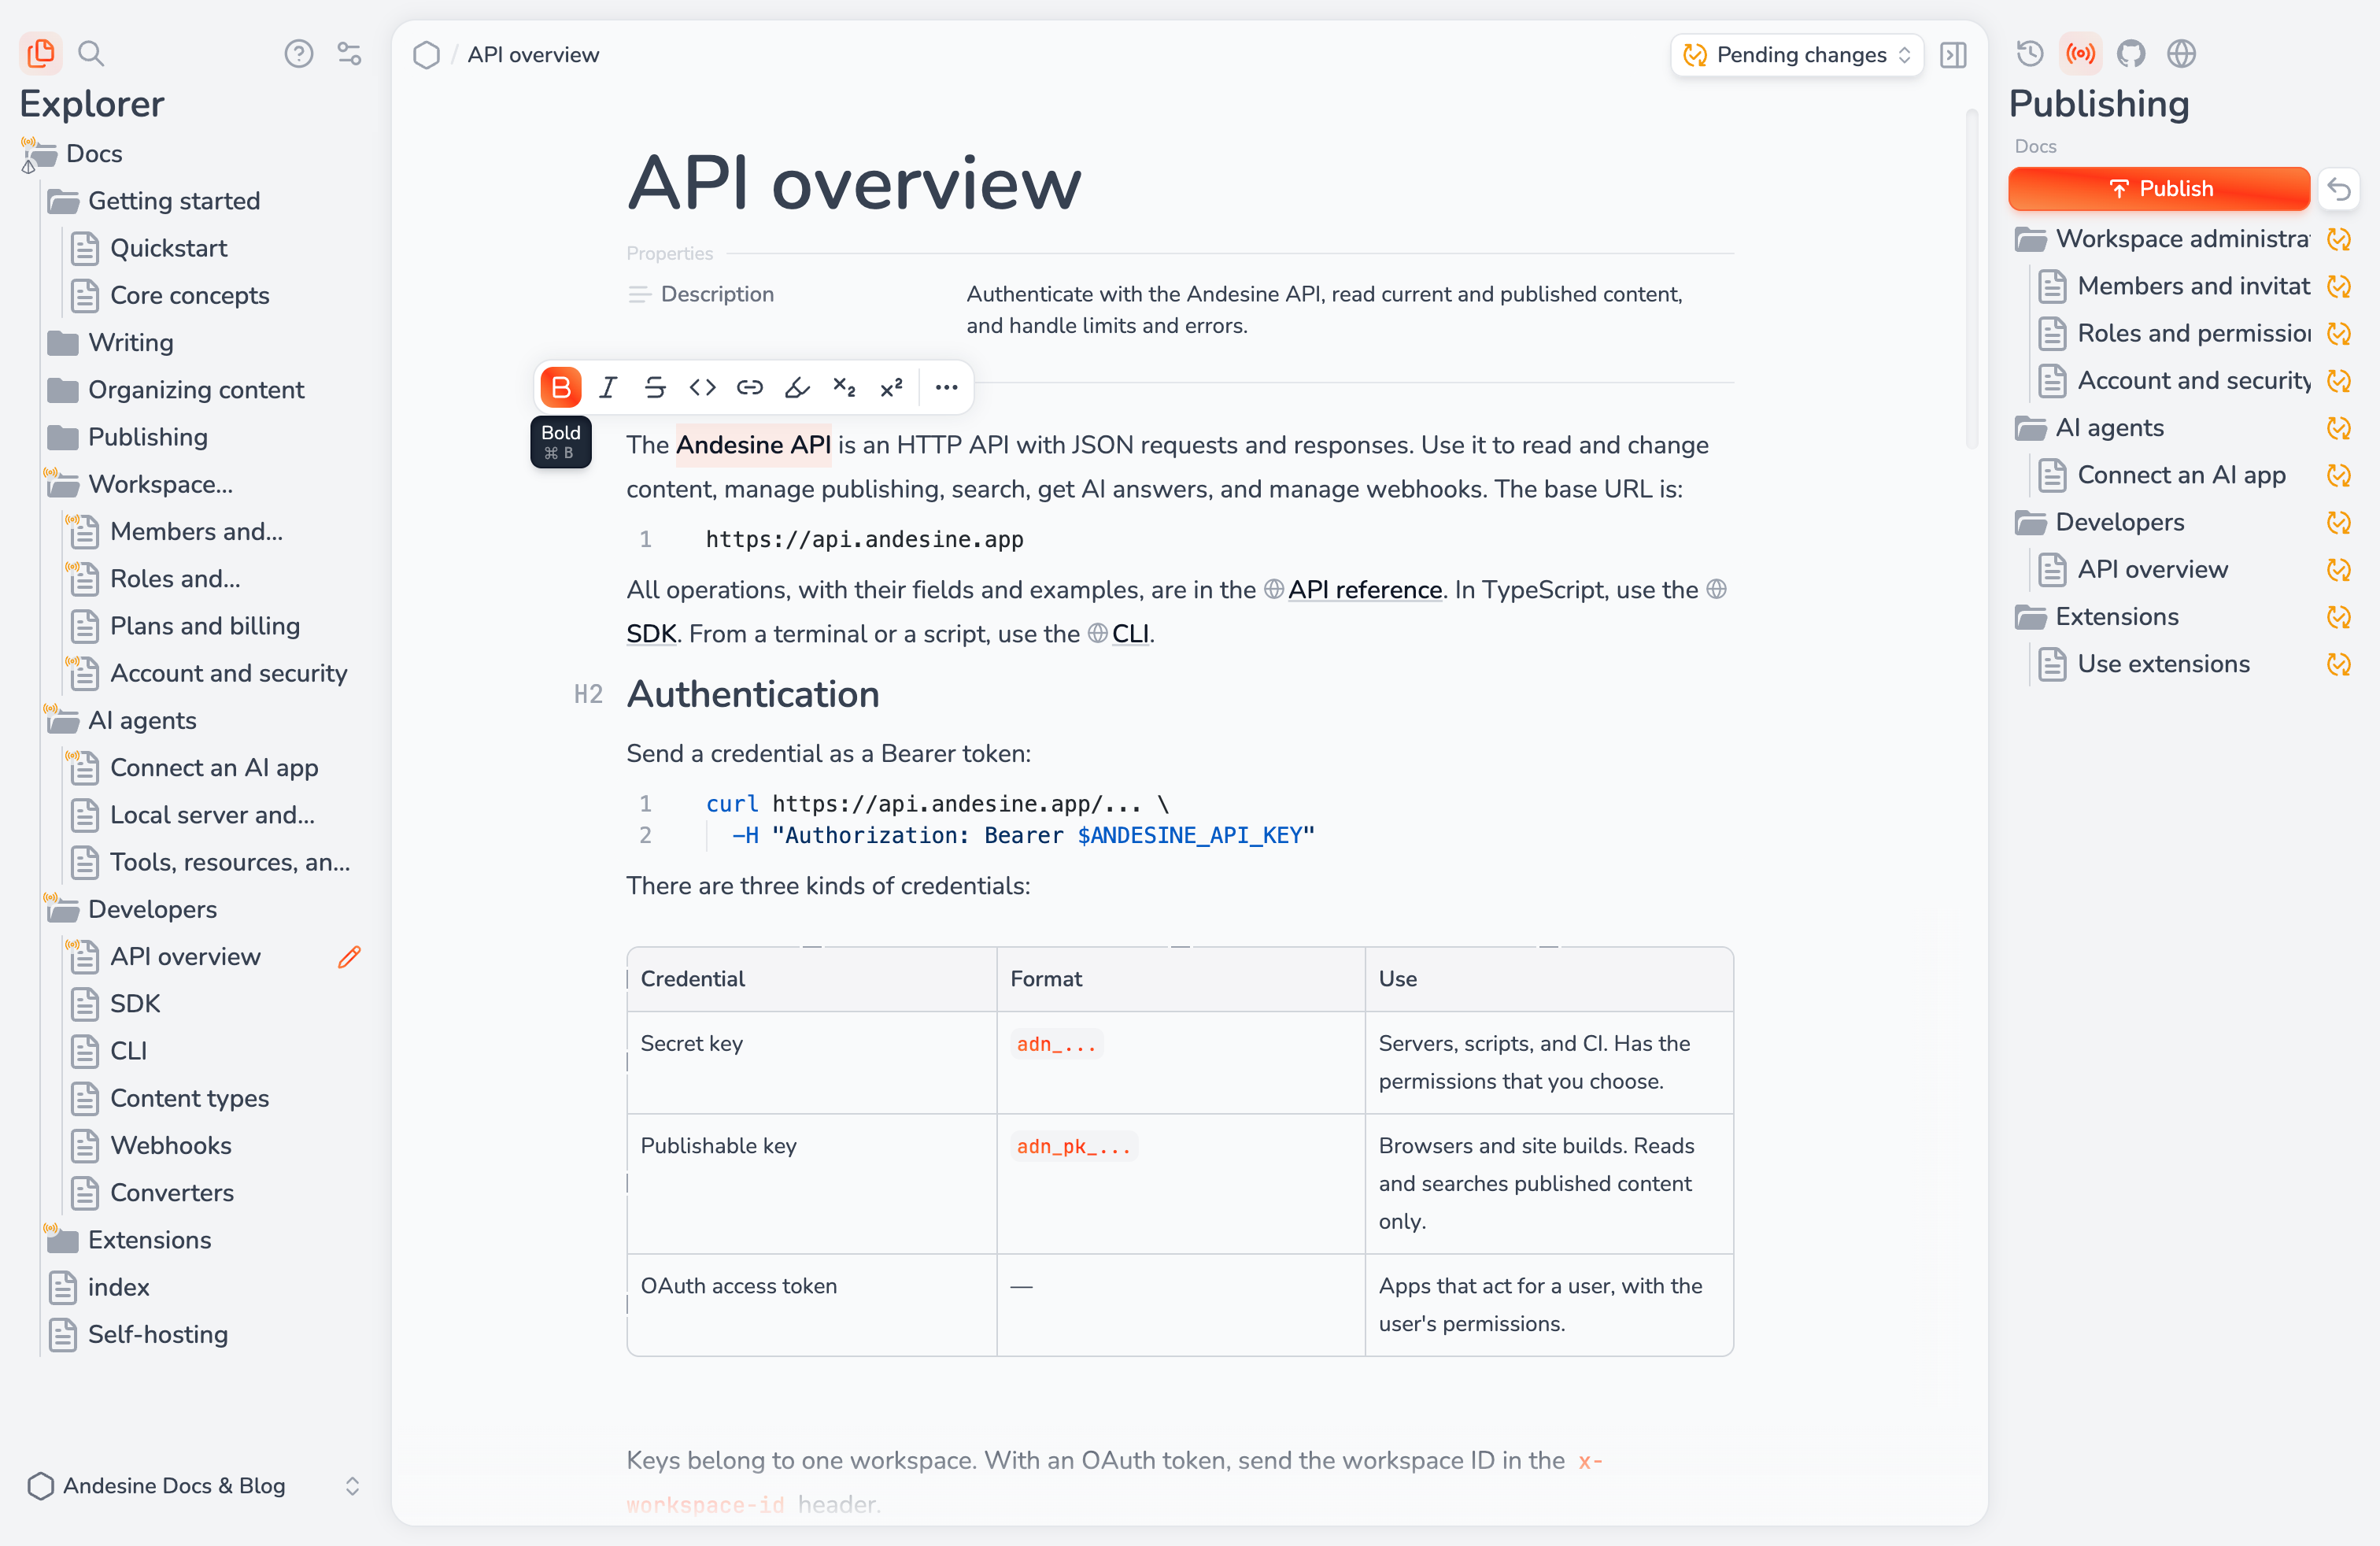 Explorer
Docs
Getting started
Quickstart
Core concepts
Writing
Organizing content
Publishing
Workspace...
Members and...
Roles and...
Plans and billing
Account and security
AI agents
Connect an AI app
Local server and...
Tools, resources, an...
Developers
API overview
SDK
CLI
Content types
Webhooks
Converters
Extensions
index
Self-hosting
Andesine Docs & Blog
/ API overview
Pending changes
API overview
Properties
Description
Authenticate with the Andesine API, read current and published content,
and handle limits and errors.
B I S <> X₂ X² ...
Bold
⌘ B
The Andesine API is an HTTP API with JSON requests and responses. Use it to read and change
content, manage publishing, search, get AI answers, and manage webhooks. The base URL is:
1 https://api.andesine.app
All operations, with their fields and examples, are in the API reference. In TypeScript, use the
SDK. From a terminal or a script, use the CLI.
H2 Authentication
Send a credential as a Bearer token:
1 curl https://api.andesine.app/... \
2 -H "Authorization: Bearer $ANDESINE_API_KEY"
There are three kinds of credentials:
Credential Format Use
Secret key adn_... Servers, scripts, and CI. Has the
permissions that you choose.
Publishable key adn_pk_... Browsers and site builds. Reads
and searches published content
only.
OAuth access token — Apps that act for a user, with the
user's permissions.
Keys belong to one workspace. With an OAuth token, send the workspace ID in the x-
workspace-id header.
Publishing
Docs
Publish
Workspace administra
Members and invitat
Roles and permission
Account and security
AI agents
Connect an AI app
Developers
API overview
Extensions
Use extensions